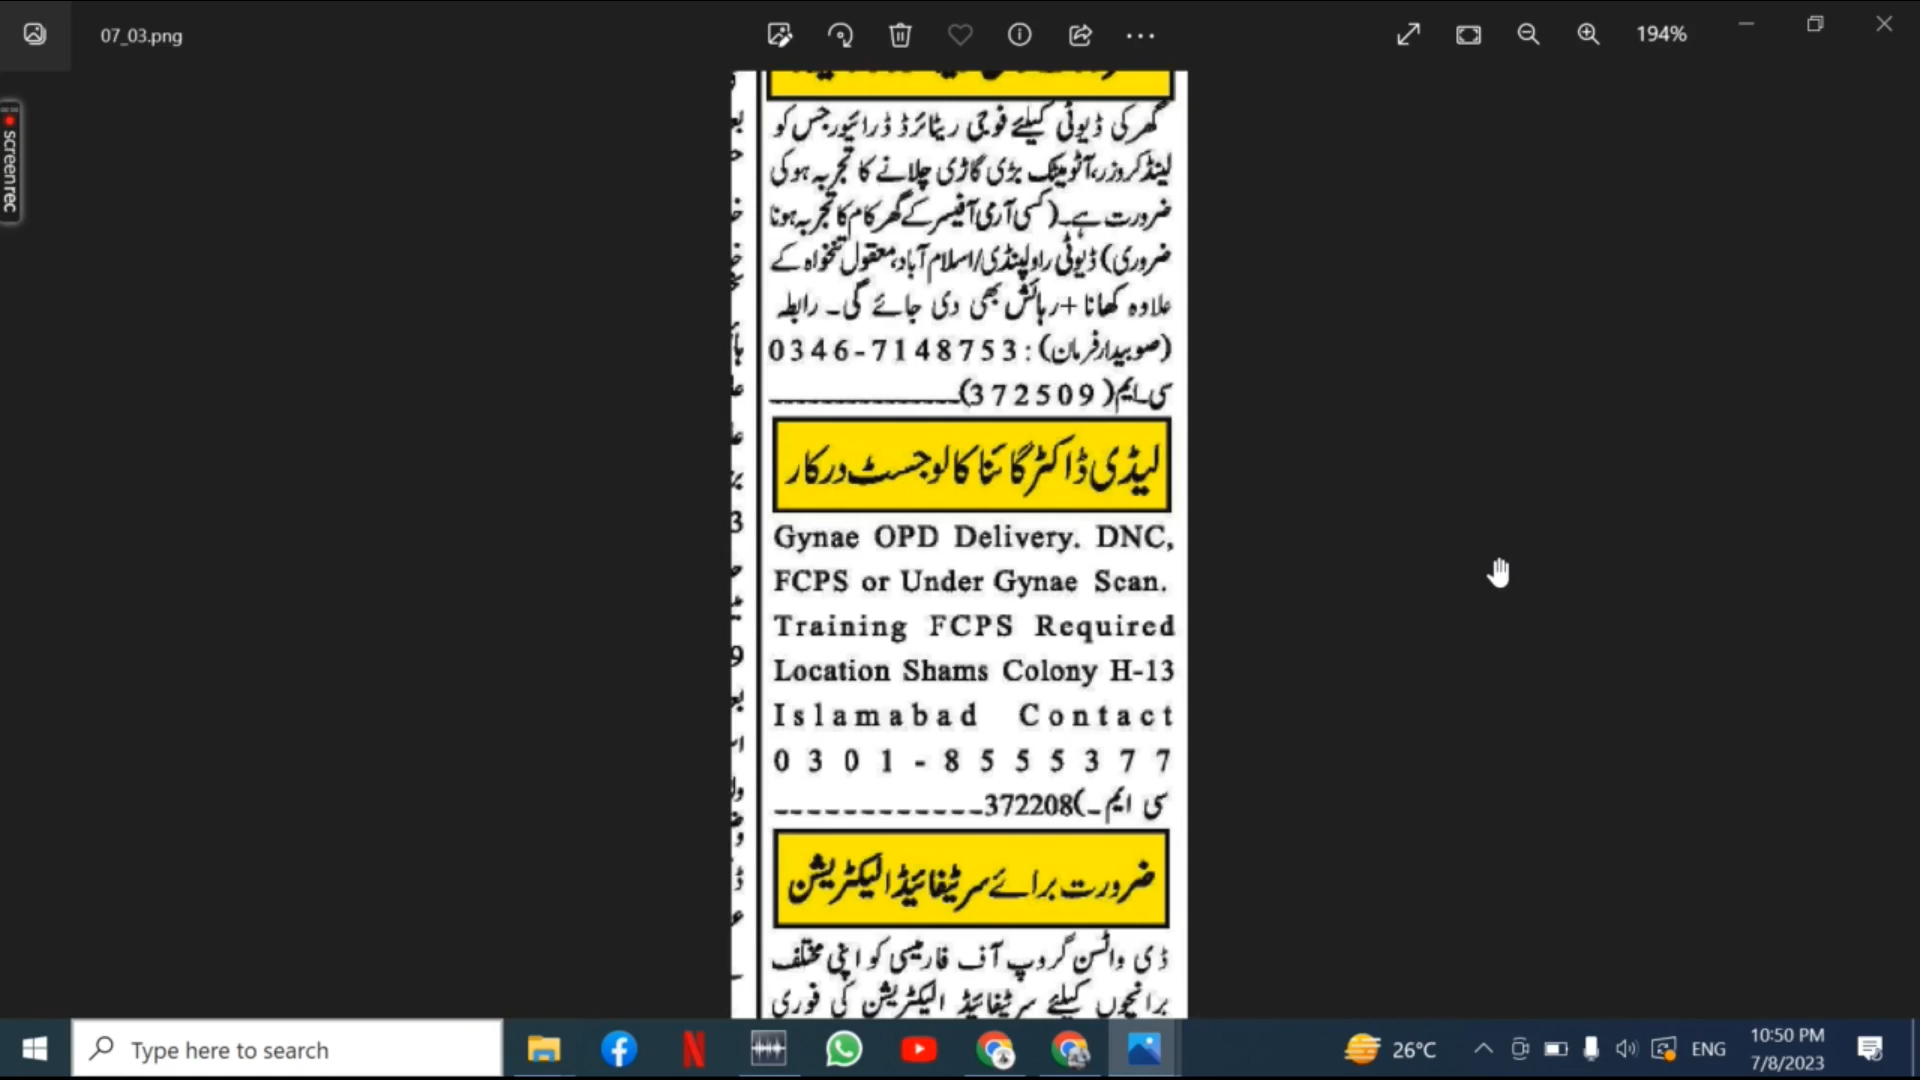 07_03.png
194%
screenrec
گھر کی ڈیوٹی کیلئے فوجی ریٹائرڈ ڈرائیور جس کو
لینڈ کروزر، آٹومیٹک بڑی گاڑی چلانے کا تجربہ ہو کی
ضرورت ہے۔ (کسی آرمی آفیسر کے گھر کام کا تجربہ ہونا
ضروری) ڈیوٹی راولپنڈی/اسلام آباد، معقول تنخواہ کے
علاوہ کھانا + رہائش بھی دی جائے گی۔ رابطہ
(صوبیدار فرمان): 0346-7148753
سی ایم (372509)
لیڈی ڈاکٹر گائنا کالوجسٹ درکار
Gynae OPD Delivery. DNC,
FCPS or Under Gynae Scan.
Training FCPS Required
Location Shams Colony H-13
Islamabad Contact
0301-8555377
سی ایم۔)372208
ضرورت برائے سرٹیفائیڈ الیکٹریشن
ڈی واٹسن گروپ آف فارمیسی کو اپنی مختلف
برانچوں کیلئے سرٹیفائیڈ الیکٹریشن کی فوری
Type here to search
26°C
ENG
10:50 PM
7/8/2023